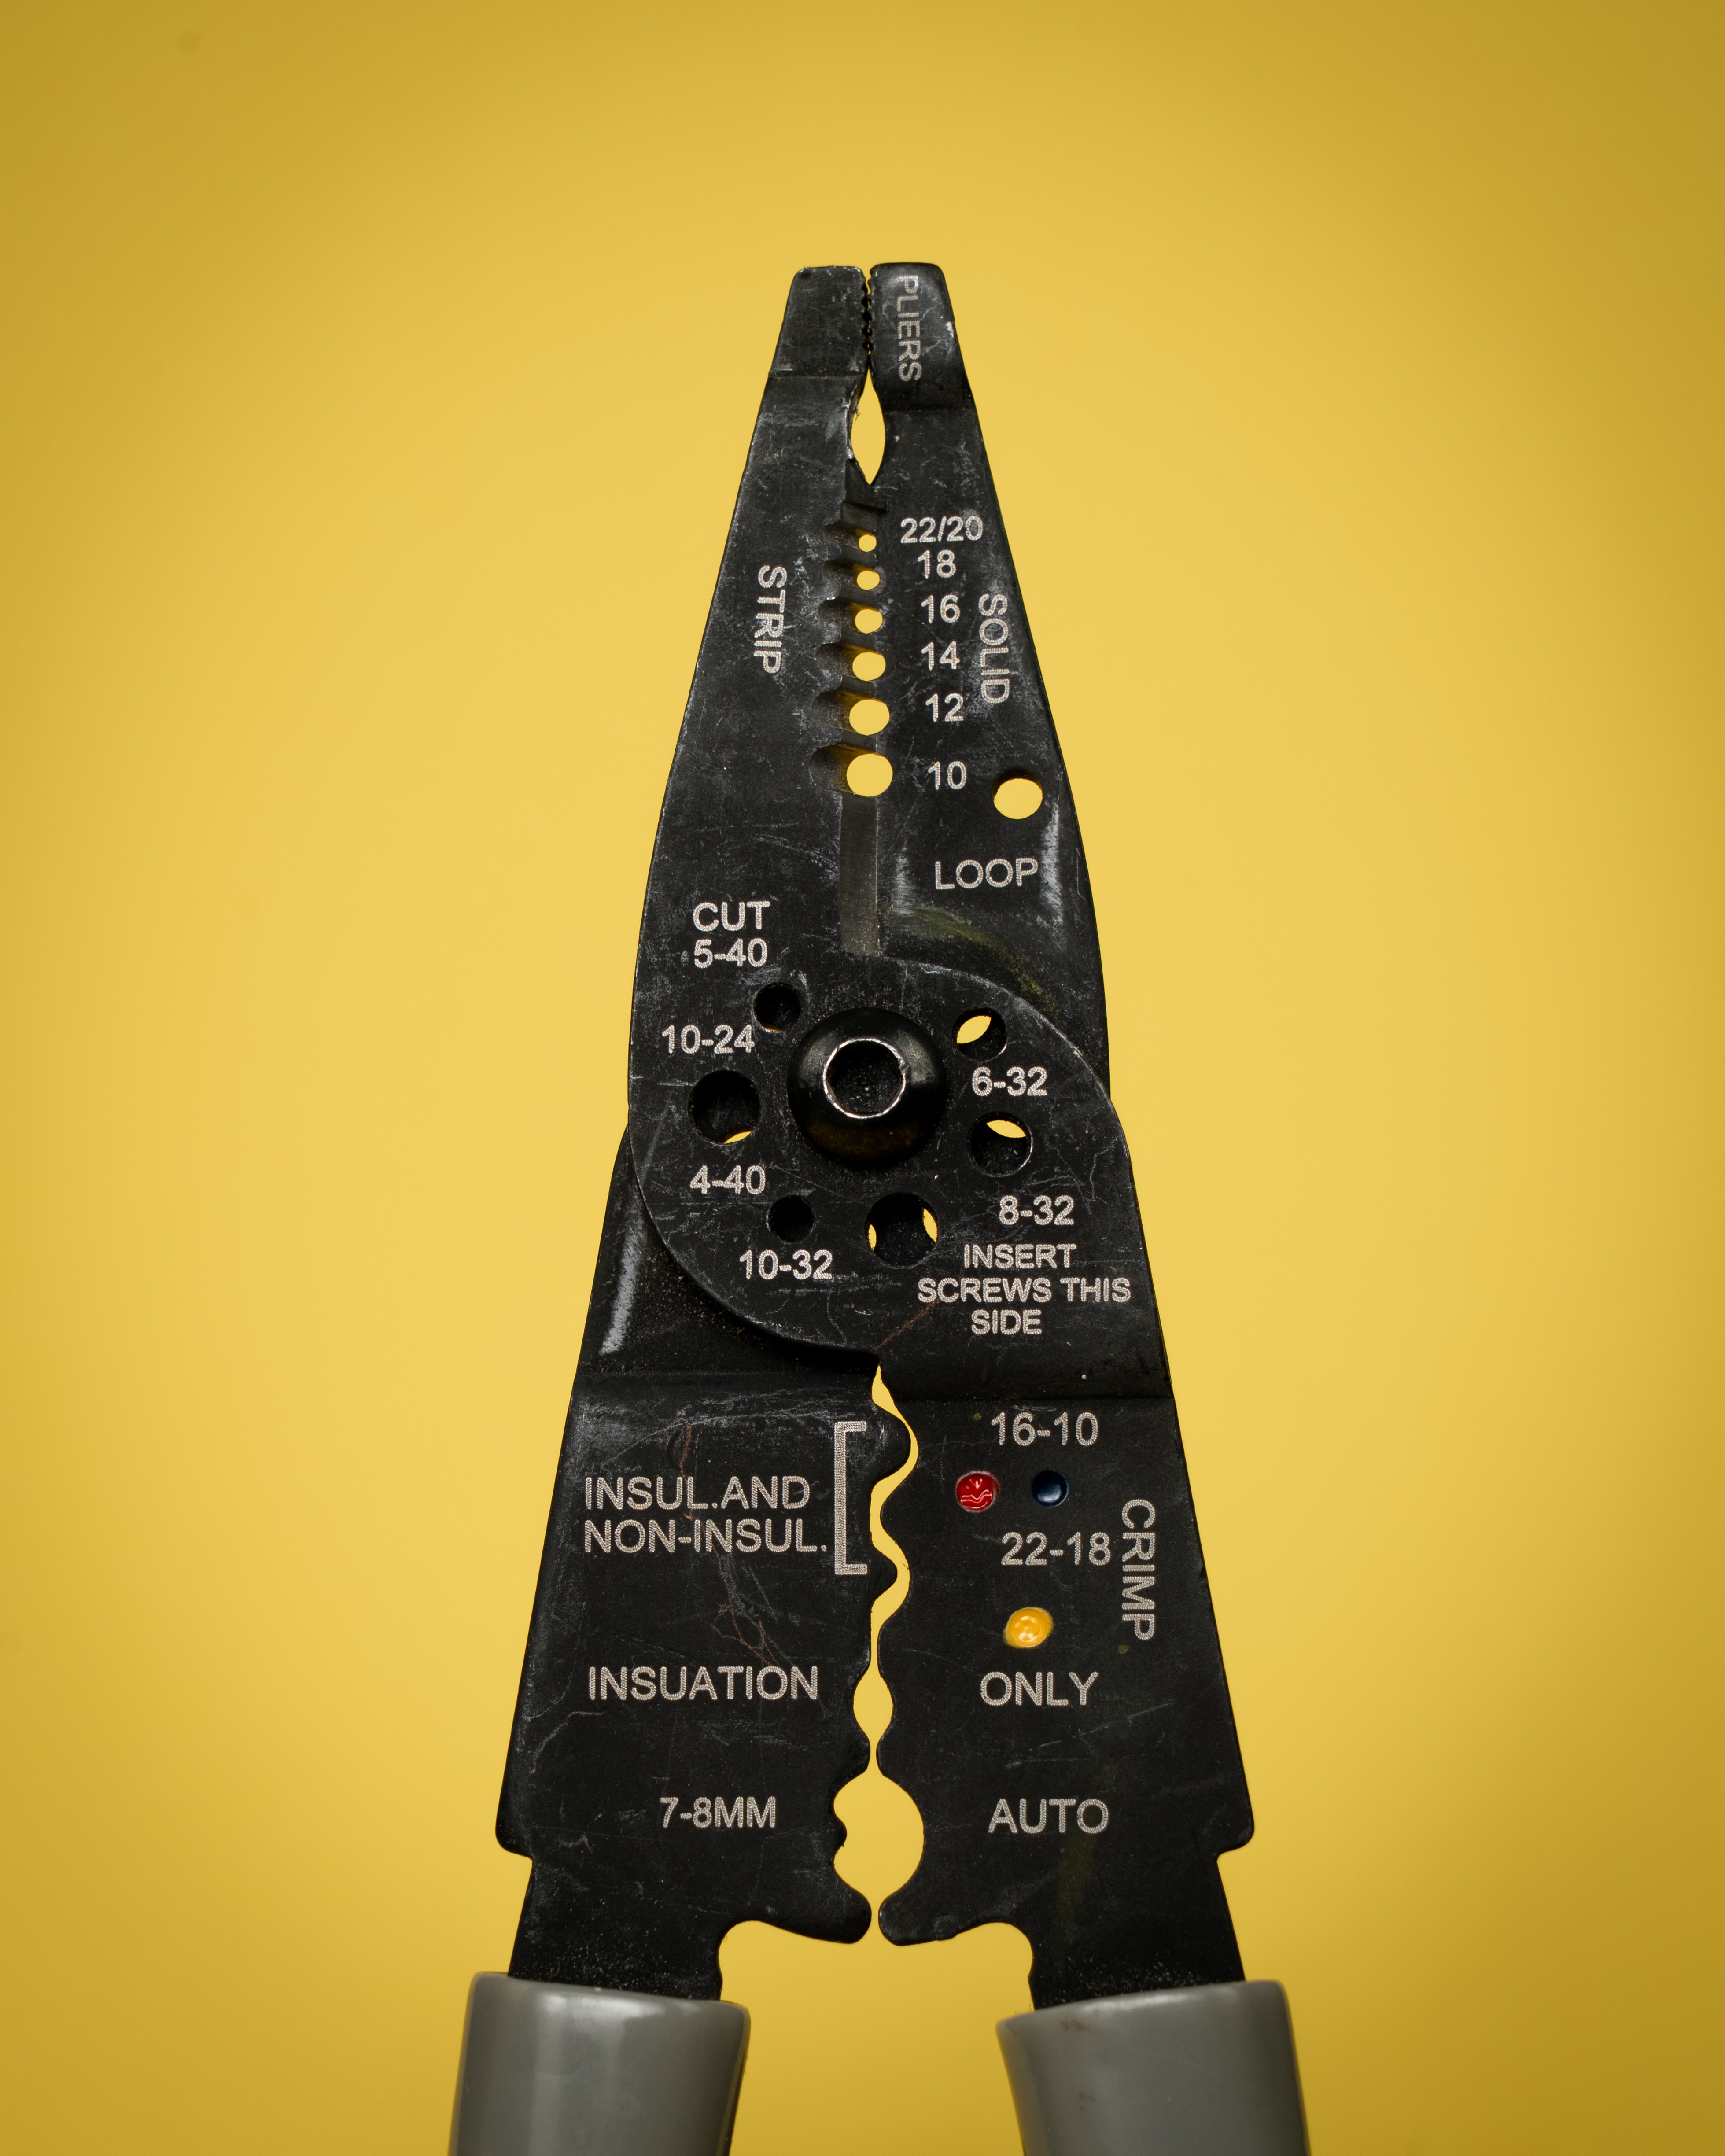 PLIERS
STRIP
22/20
18
16
14
12
10
SOLID
LOOP
CUT
5-40
10-24
6-32
4-40
8-32
10-32
INSERT
SCREWS THIS
SIDE
16-10
INSUL.AND
NON-INSUL.
22-18
CRIMP
INSUATION
ONLY
7-8MM
AUTO